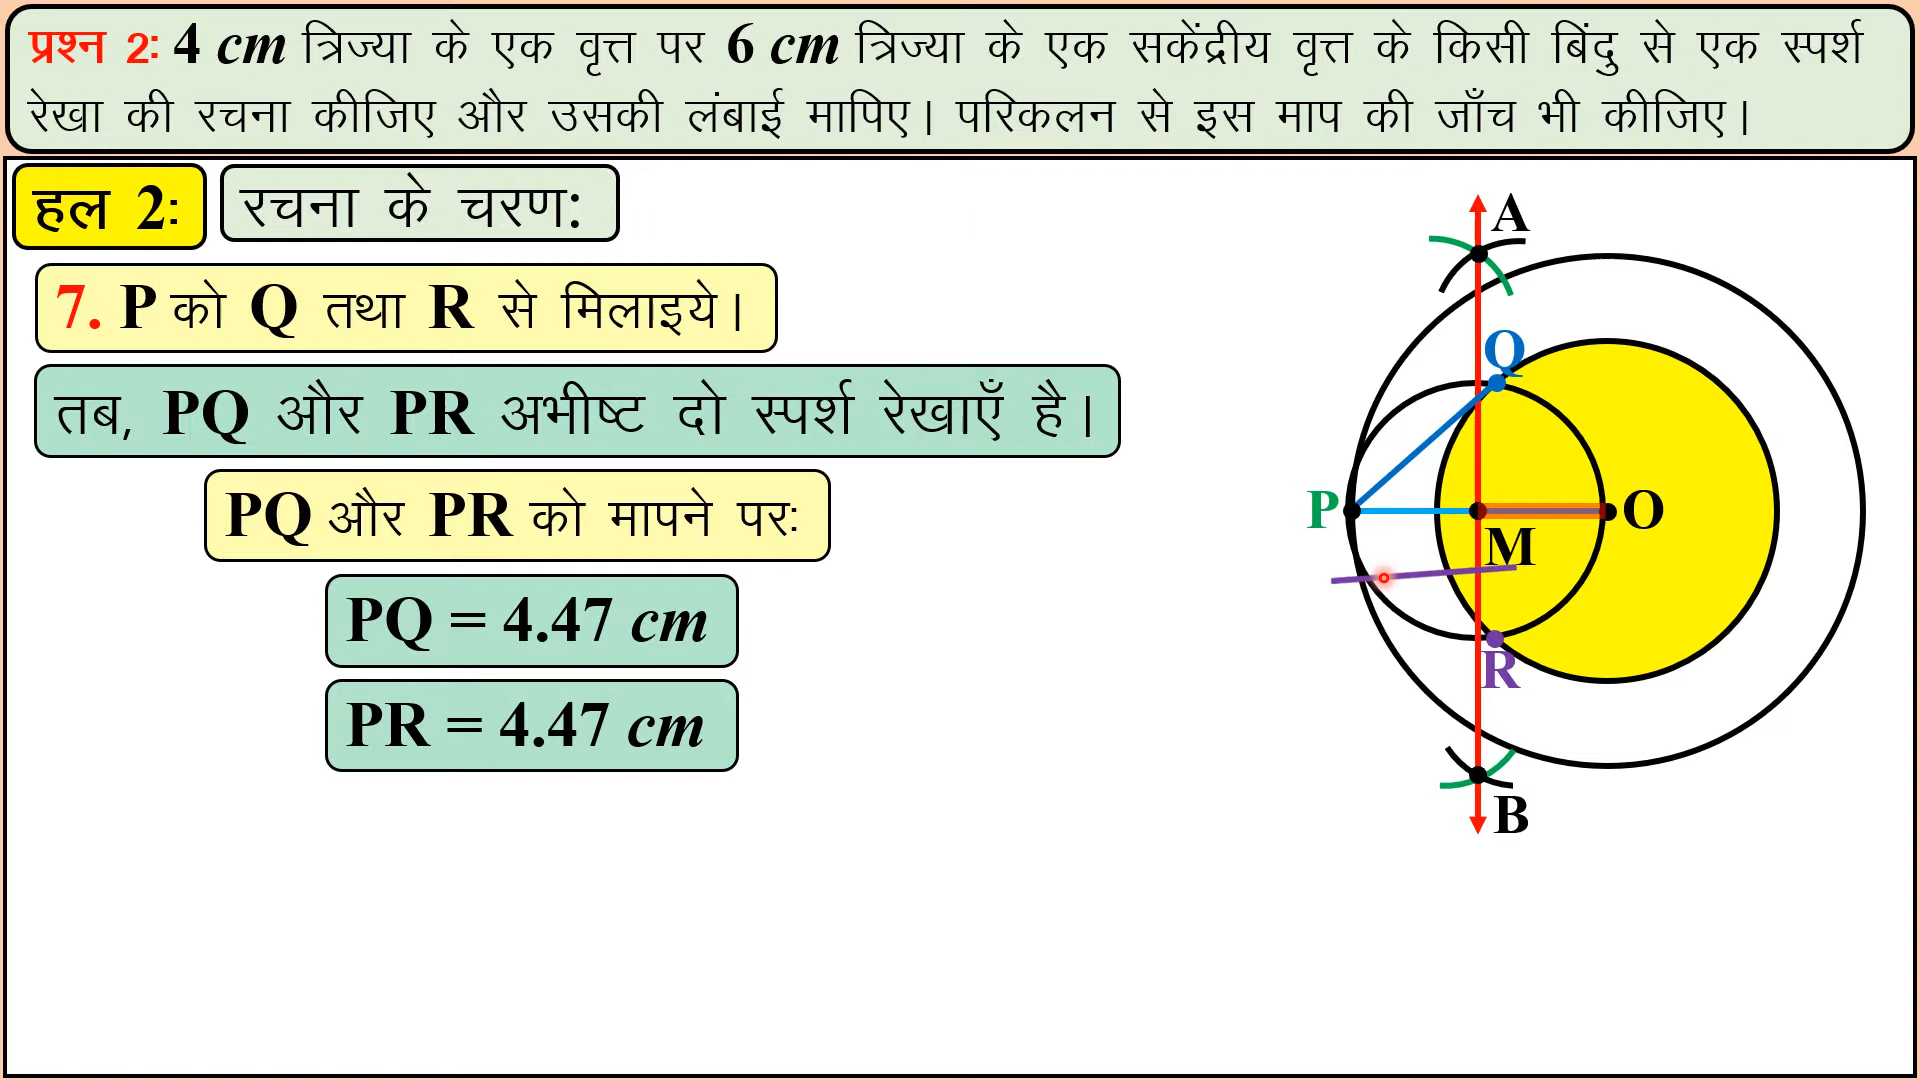 प्रश्न 2: 4 cm त्रिज्या के एक वृत्त पर 6 cm त्रिज्या के एक सकेंद्रीय वृत्त के किसी बिंदु से एक स्पर्श
रेखा की रचना कीजिए और उसकी लंबाई मापिए। परिकलन से इस माप की जाँच भी कीजिए।
हल 2: रचना के चरण:
7. P को Q तथा R से मिलाइये।
तब, PQ और PR अभीष्ट दो स्पर्श रेखाएँ है।
PQ और PR को मापने पर:
PQ = 4.47 cm
PR = 4.47 cm
A
Q
P
O
M
R
B